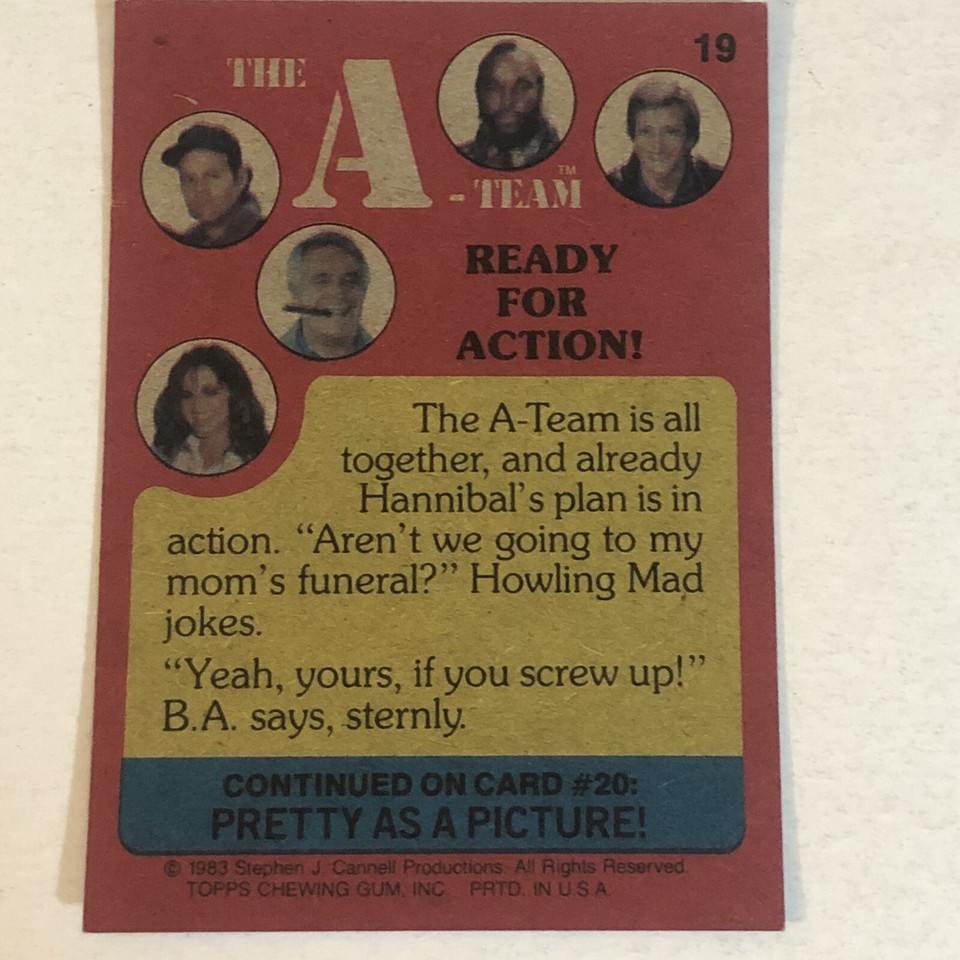 19
THE
A
TM
- TEAM
READY
FOR
ACTION!
The A-Team is all
together, and already
Hannibal's plan is in
action. “Aren't we going to my
mom's funeral?” Howling Mad
jokes.
“Yeah, yours, if you screw up!”
B.A. says, sternly.
CONTINUED ON CARD #20:
PRETTY AS A PICTURE!
© 1983 Stephen J. Cannell Productions. All Rights Reserved.
TOPPS CHEWING GUM, INC. PRTD. IN U.S.A.